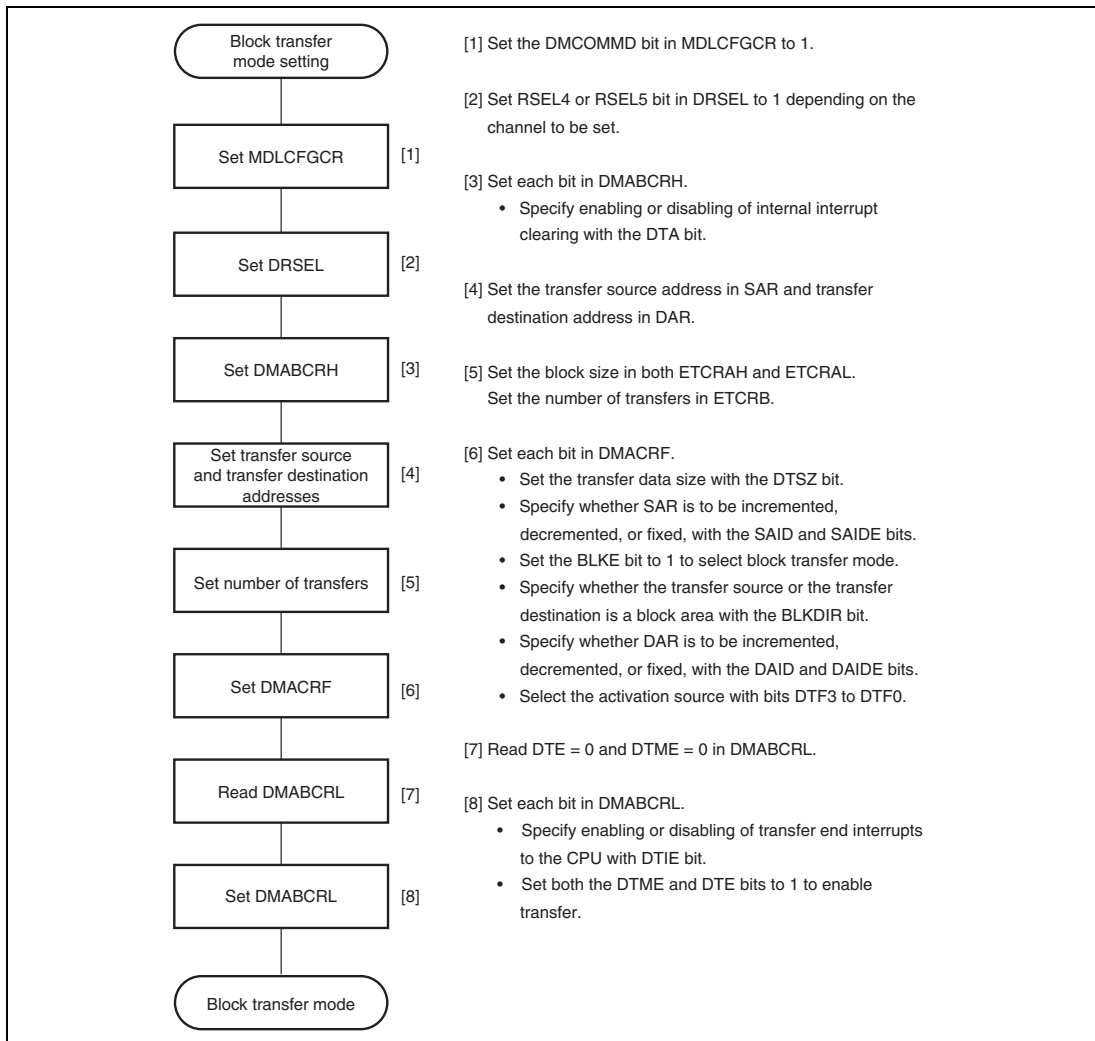 Block transfer
mode setting
Set MDLCFGCR
[1]
Set DRSEL
[2]
Set DMABCRH
[3]
Set transfer source
and transfer destination
addresses
[4]
Set number of transfers
[5]
Set DMACRF
[6]
Read DMABCRL
[7]
Set DMABCRL
[8]
Block transfer mode
[1] Set the DMCOMMD bit in MDLCFGCR to 1.
[2] Set RSEL4 or RSEL5 bit in DRSEL to 1 depending on the
channel to be set.
[3] Set each bit in DMABCRH.
• Specify enabling or disabling of internal interrupt
clearing with the DTA bit.
[4] Set the transfer source address in SAR and transfer
destination address in DAR.
[5] Set the block size in both ETCRAH and ETCRAL.
Set the number of transfers in ETCRB.
[6] Set each bit in DMACRF.
• Set the transfer data size with the DTSZ bit.
• Specify whether SAR is to be incremented,
decremented, or fixed, with the SAID and SAIDE bits.
• Set the BLKE bit to 1 to select block transfer mode.
• Specify whether the transfer source or the transfer
destination is a block area with the BLKDIR bit.
• Specify whether DAR is to be incremented,
decremented, or fixed, with the DAID and DAIDE bits.
• Select the activation source with bits DTF3 to DTF0.
[7] Read DTE = 0 and DTME = 0 in DMABCRL.
[8] Set each bit in DMABCRL.
• Specify enabling or disabling of transfer end interrupts
to the CPU with DTIE bit.
• Set both the DTME and DTE bits to 1 to enable
transfer.